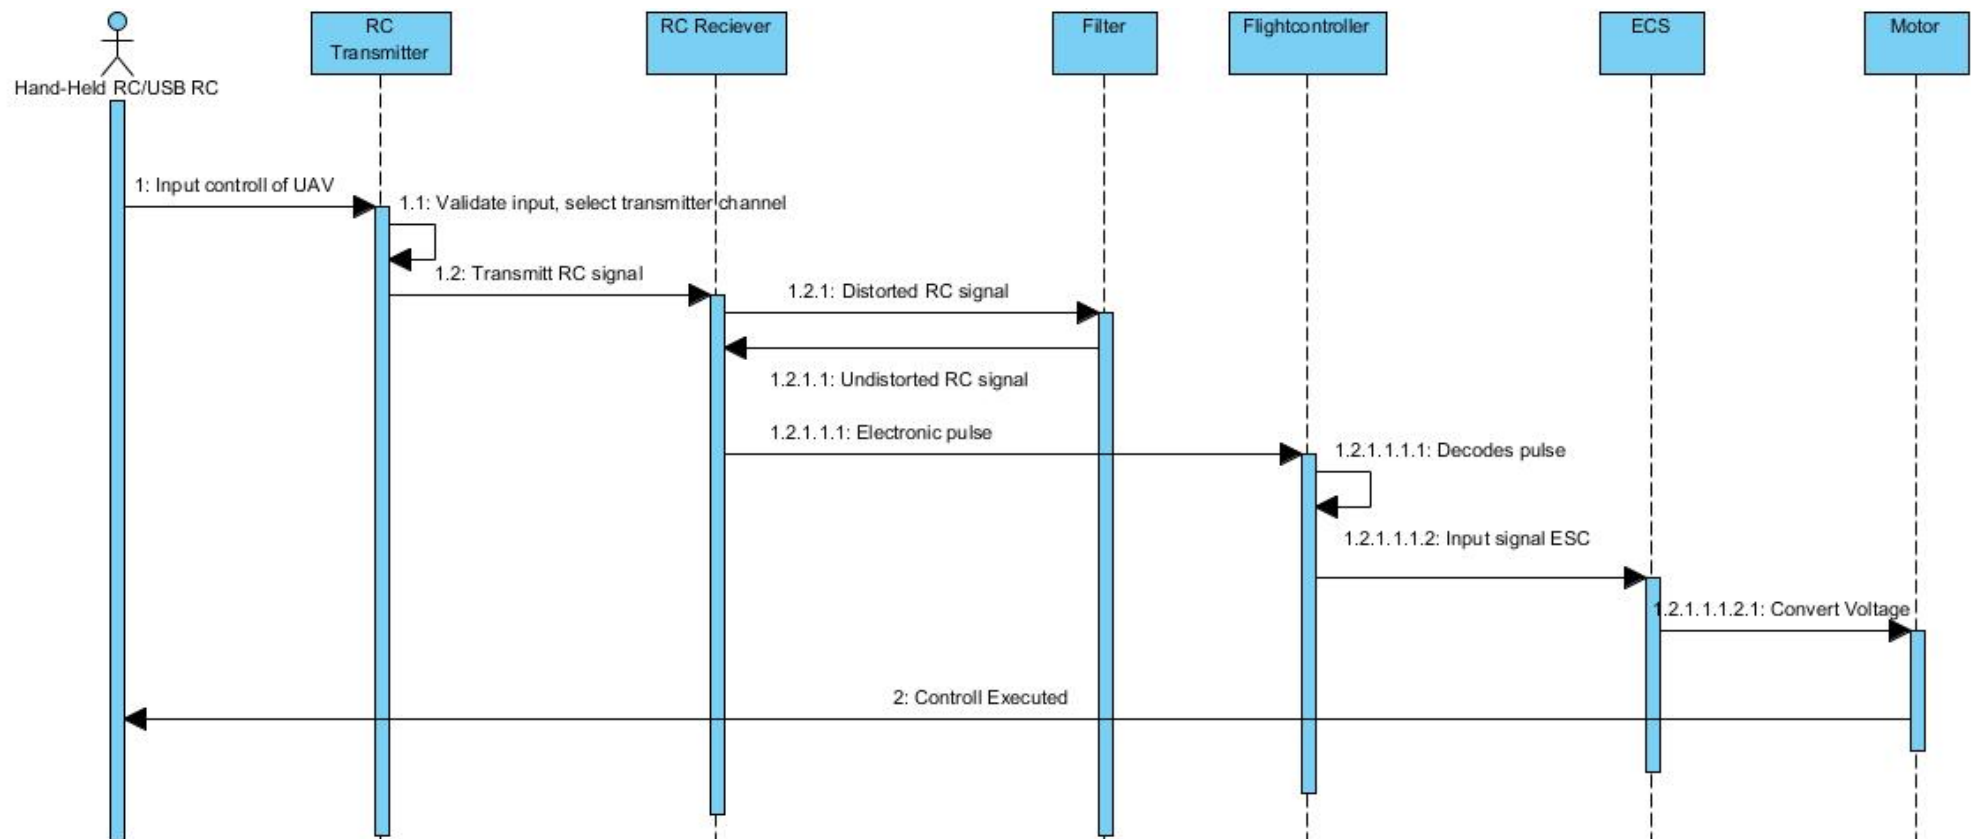 RC
Transmitter
RC Reciever
Filter
Flightcontroller
ECS
Motor
Hand-Held RC/USB RC
1: Input controll of UAV
1.1: Validate input, select transmitter channel
1.2: Transmitt RC signal
1.2.1: Distorted RC signal
1.2.1.1: Undistorted RC signal
1.2.1.1.1: Electronic pulse
1.2.1.1.1.1: Decodes pulse
1.2.1.1.1.2: Input signal ESC
1.2.1.1.1.2.1: Convert Voltage
2: Controll Executed